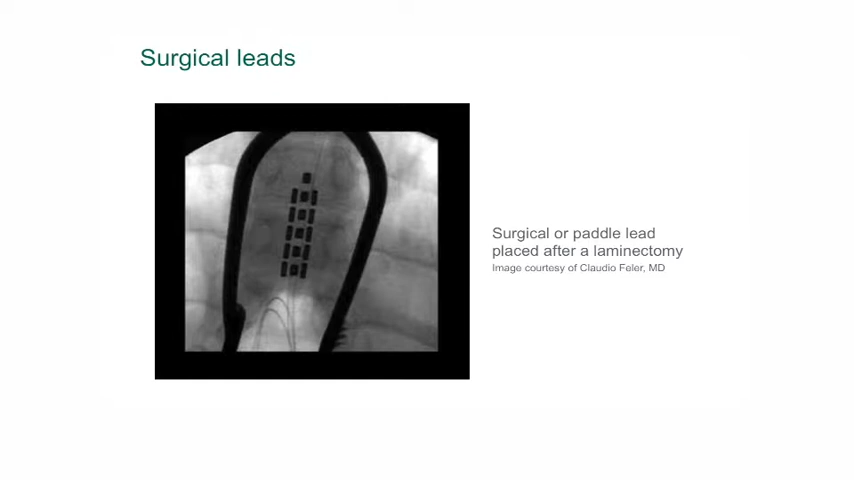 Surgical leads
Surgical or paddle lead
placed after a laminectomy
Image courtesy of Claudio Feler, MD